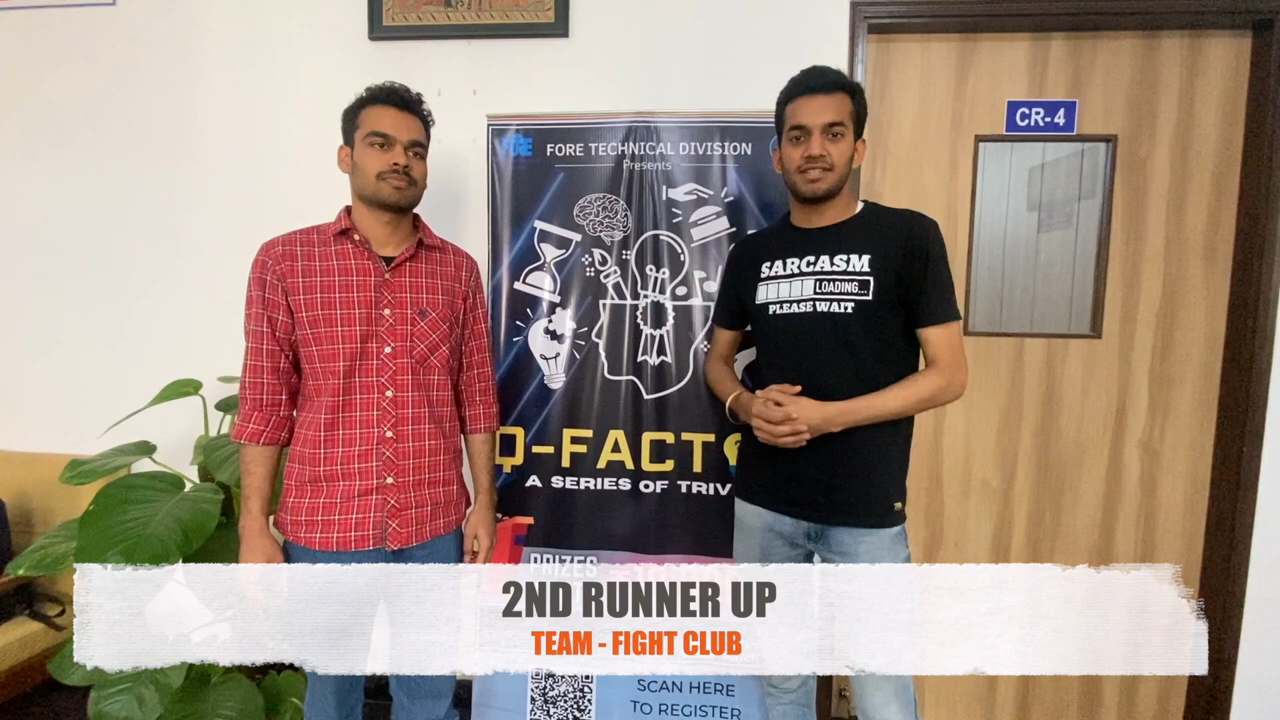 CR-4
FORE
FORE TECHNICAL DIVISION
Presents
SARCASM
LOADING...
PLEASE WAIT
Q-FACT
A SERIES OF TRIV
PRIZES
2ND RUNNER UP
TEAM - FIGHT CLUB
SCAN HERE
TO REGISTER